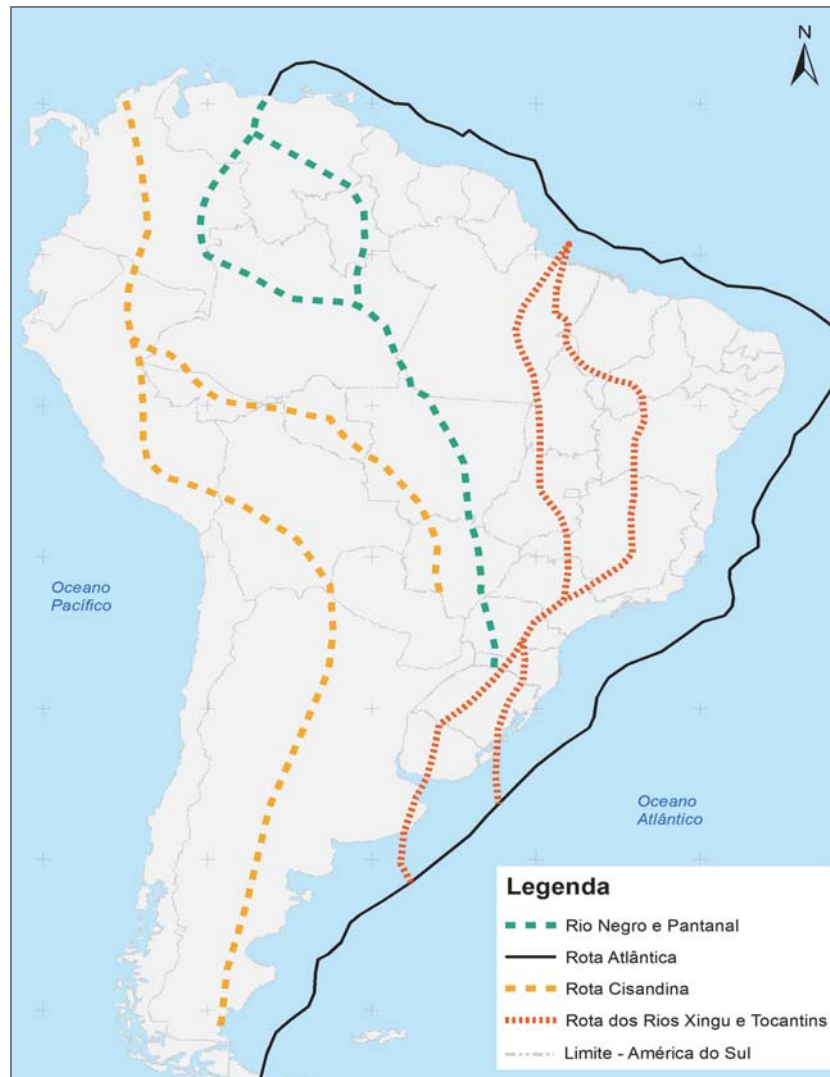 N
Oceano
Pacífico
Oceano
Atlântico
Legenda
Rio Negro e Pantanal
Rota Atlântica
Rota Cisandina
Rota dos Rios Xingu e Tocantins
Limite - América do Sul